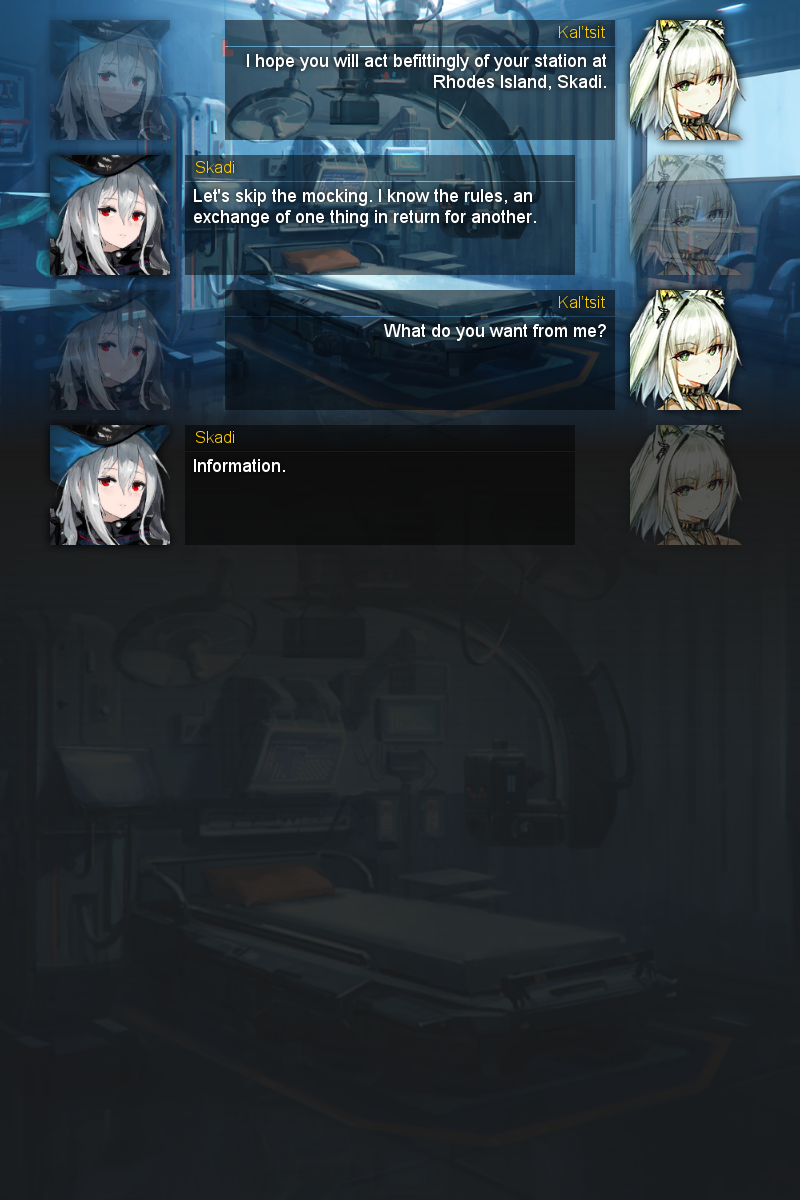 Kal'tsit
I hope you will act befittingly of your station at
Rhodes Island, Skadi.
Skadi
Let's skip the mocking. I know the rules, an
exchange of one thing in return for another.
Kal'tsit
What do you want from me?
Skadi
Information.